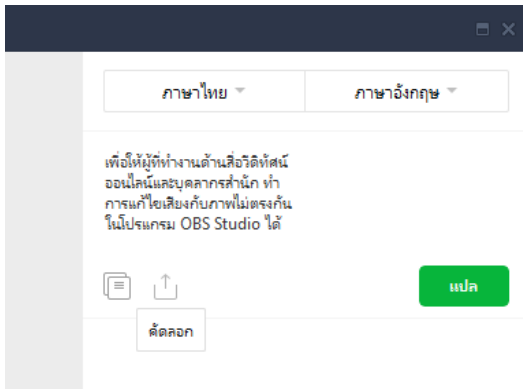 ภาษาไทย
ภาษาอังกฤษ
เพื่อให้ผู้ที่ทำงานด้านสื่อวีดิทัศน์
ออนไลน์และบุคลากรสำนัก ทำ
การแก้ไขเสียงกับภาพไม่ตรงกัน
ในโปรแกรม OBS Studio ได้
แปล
คัดลอก